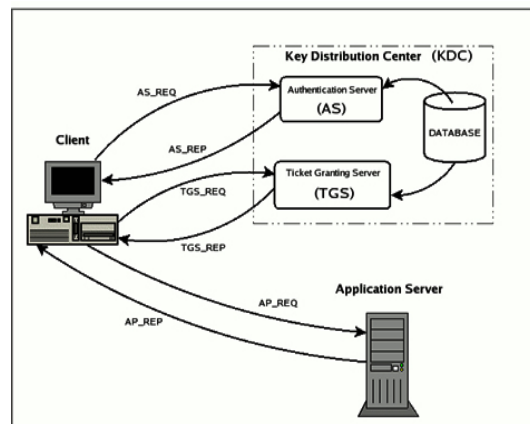 Key Distribution Center (KDC)
AS_REQ
Authentication Server
(AS)
Client
AS_REP
DATABASE
TGS_REQ
Ticket Granting Server
(TGS)
TGS_REP
Application Server
AP_REQ
AP_REP